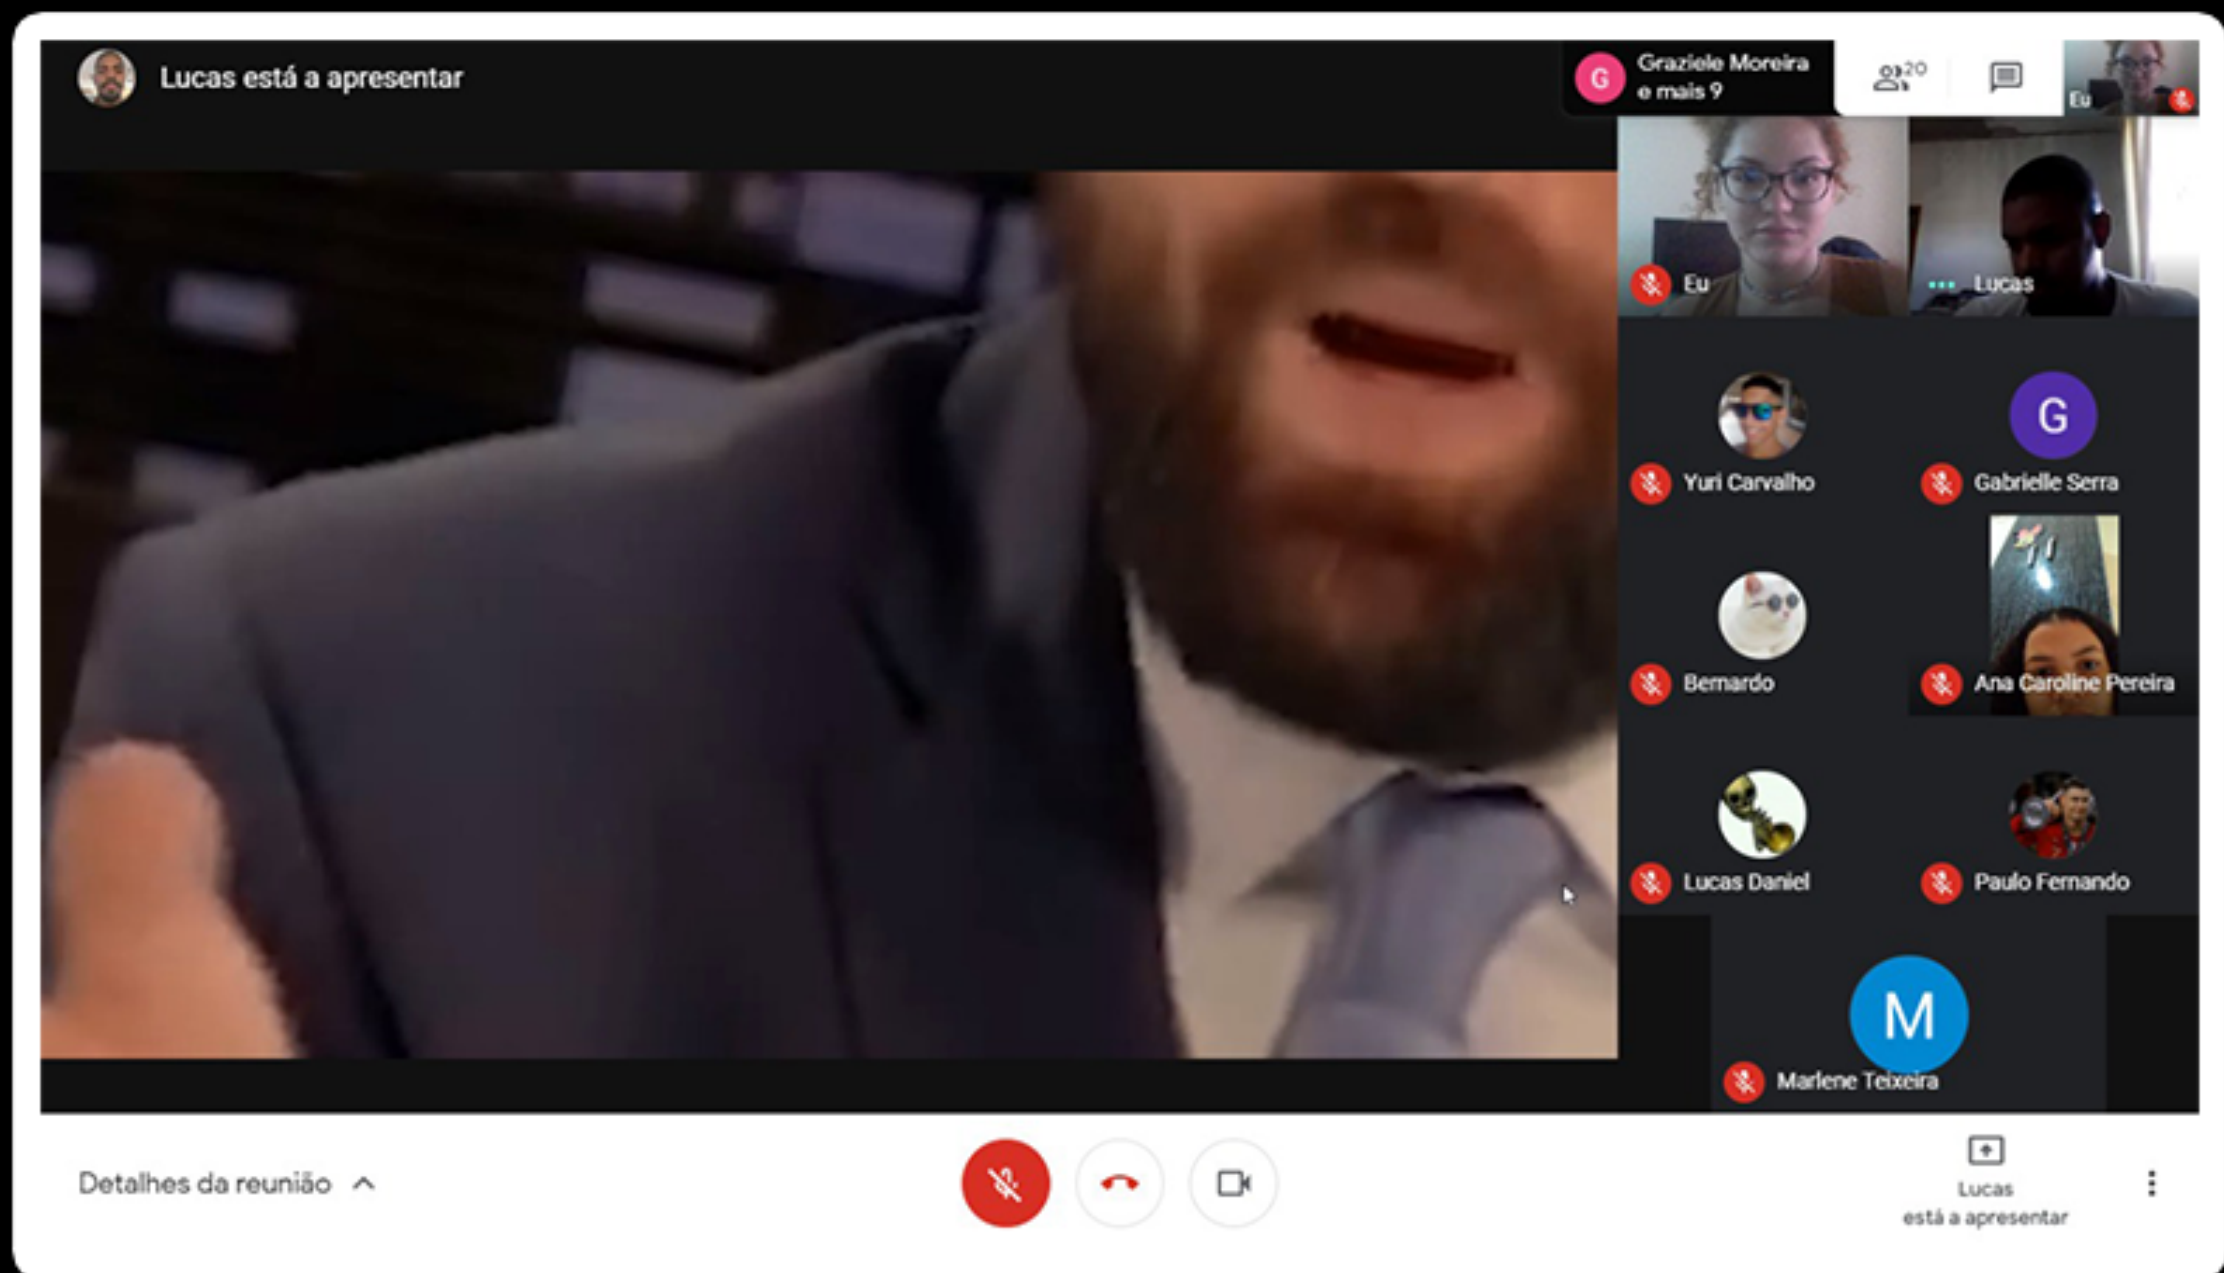 Lucas está a apresentar
G
Graziele Moreira
e mais 9
20
Eu
Eu
Lucas
G
Yuri Carvalho
Gabrielle Serra
Bernardo
Ana Caroline Pereira
Lucas Daniel
Paulo Fernando
M
Marlene Teixeira
Detalhes da reunião
Lucas
está a apresentar